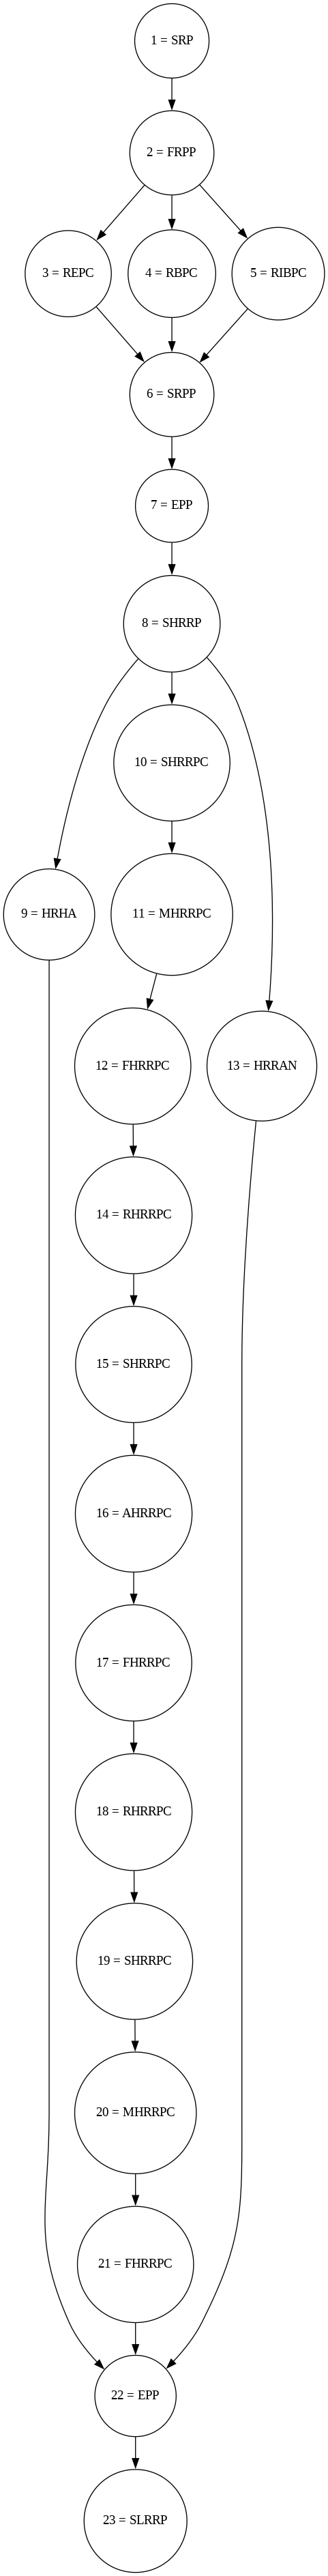 1 = SRP
2 = FRPP
3 = REPC
4 = RBPC
5 = RIBPC
6 = SRPP
7 = EPP
8 = SHRRP
10 = SHRRPC
9 = HRHA
11 = MHRRPC
12 = FHRRPC
13 = HRRAN
14 = RHRRPC
15 = SHRRPC
16 = AHRRPC
17 = FHRRPC
18 = RHRRPC
19 = SHRRPC
20 = MHRRPC
21 = FHRRPC
22 = EPP
23 = SLRRP